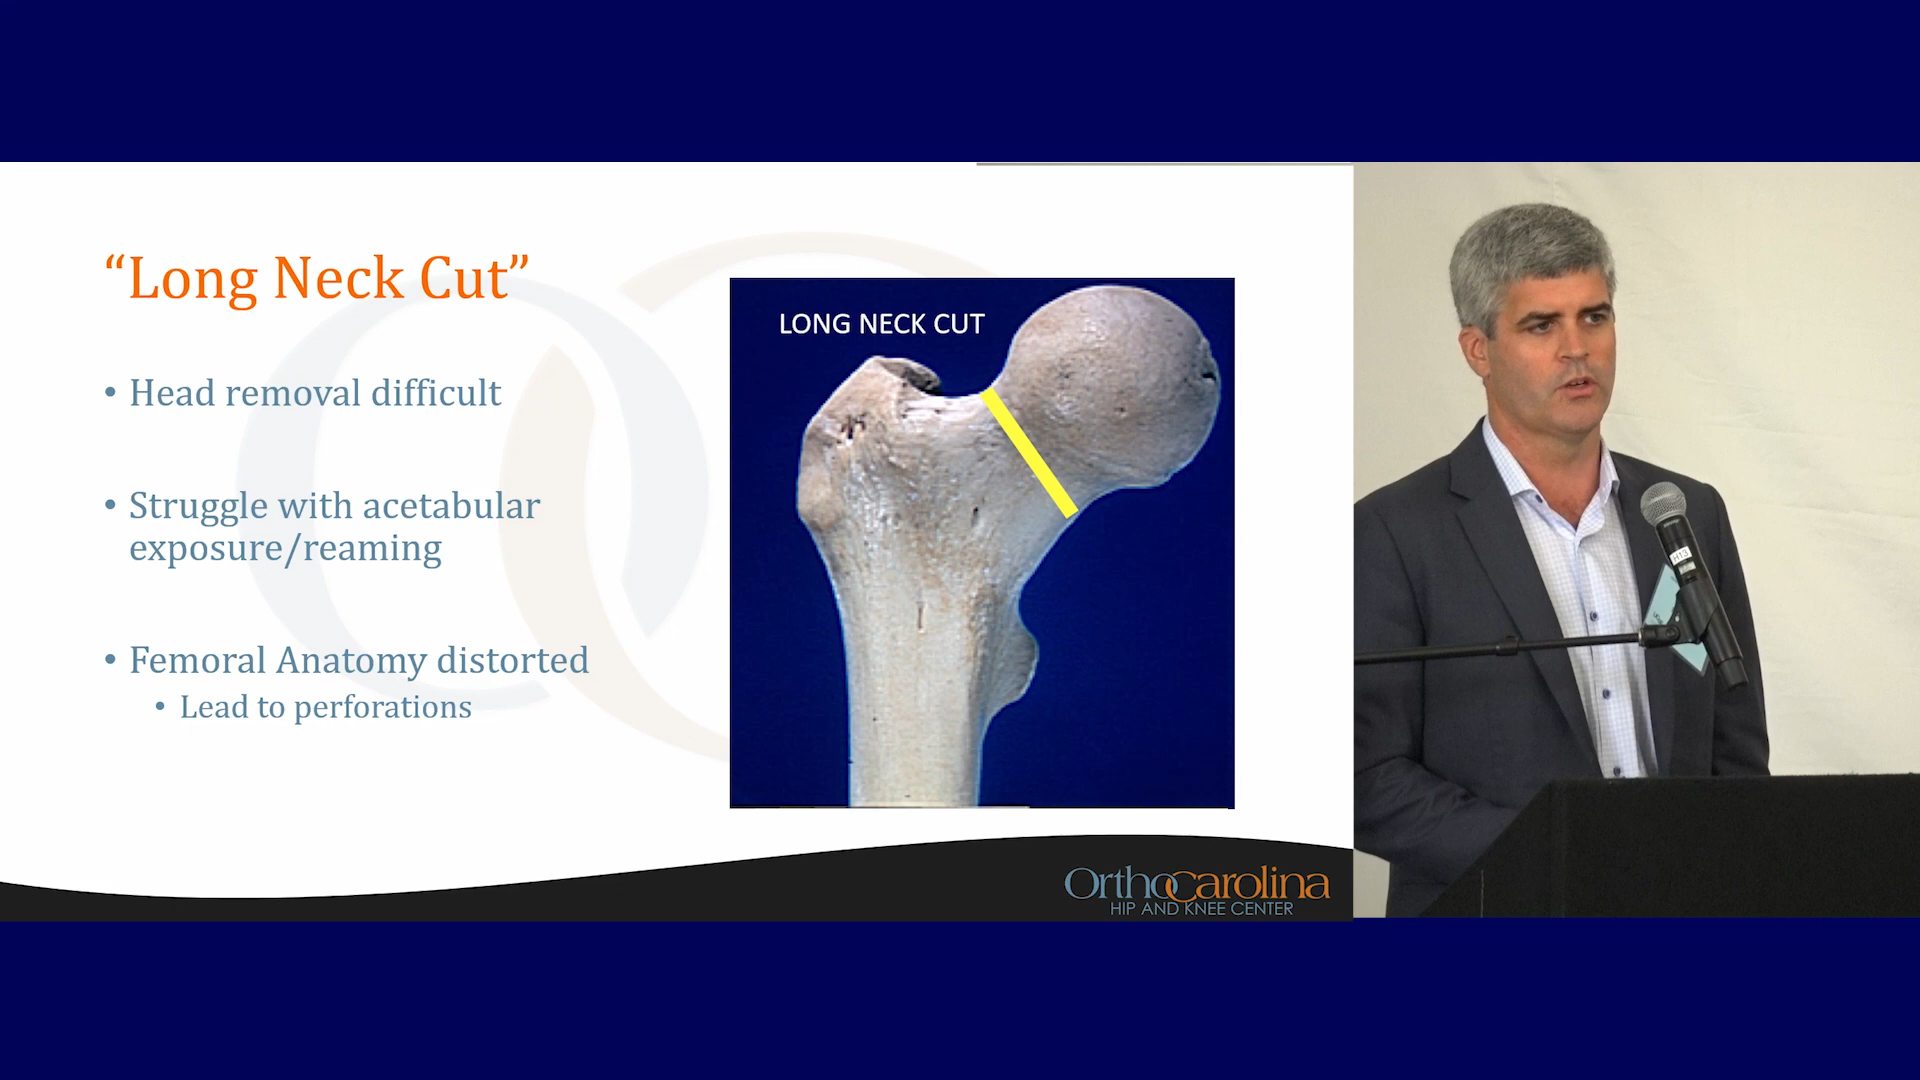 “Long Neck Cut”
• Head removal difficult
• Struggle with acetabular
exposure/reaming
• Femoral Anatomy distorted
• Lead to perforations
LONG NECK CUT
OrthoCarolina
HIP AND KNEE CENTER
H13